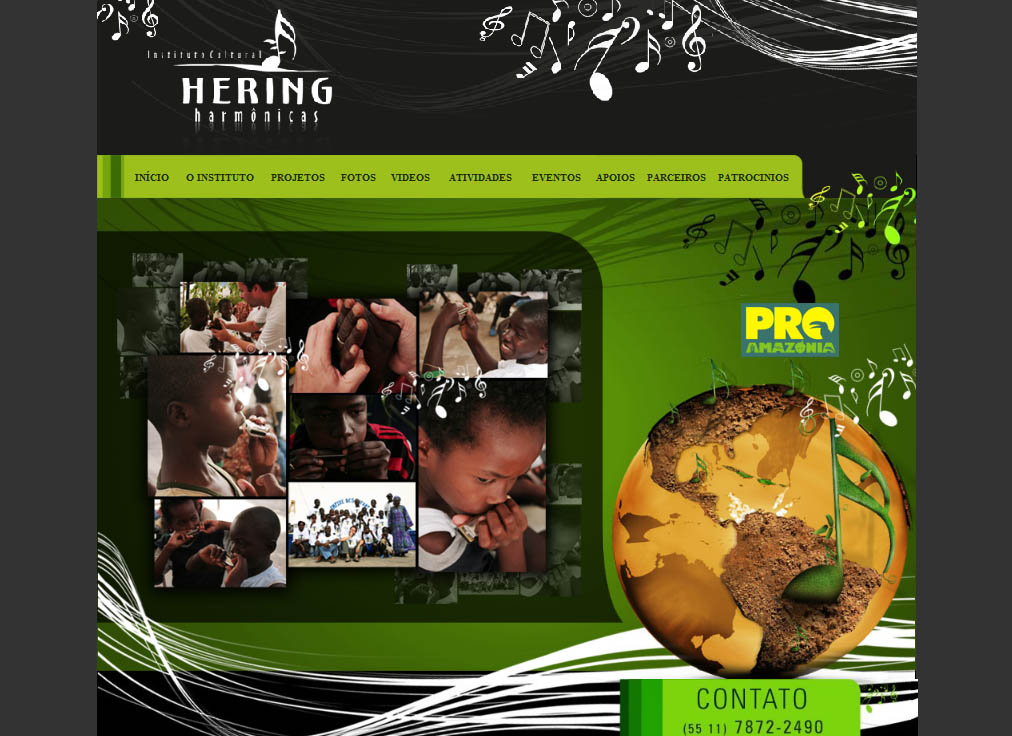 Instituto Cultural
HERING
harmônicas
INÍCIO O INSTITUTO PROJETOS FOTOS VIDEOS ATIVIDADES EVENTOS APOIOS PARCEIROS PATROCINIOS
PRO
AMAZÔNIA
CONTATO
(55 11) 7872-2490